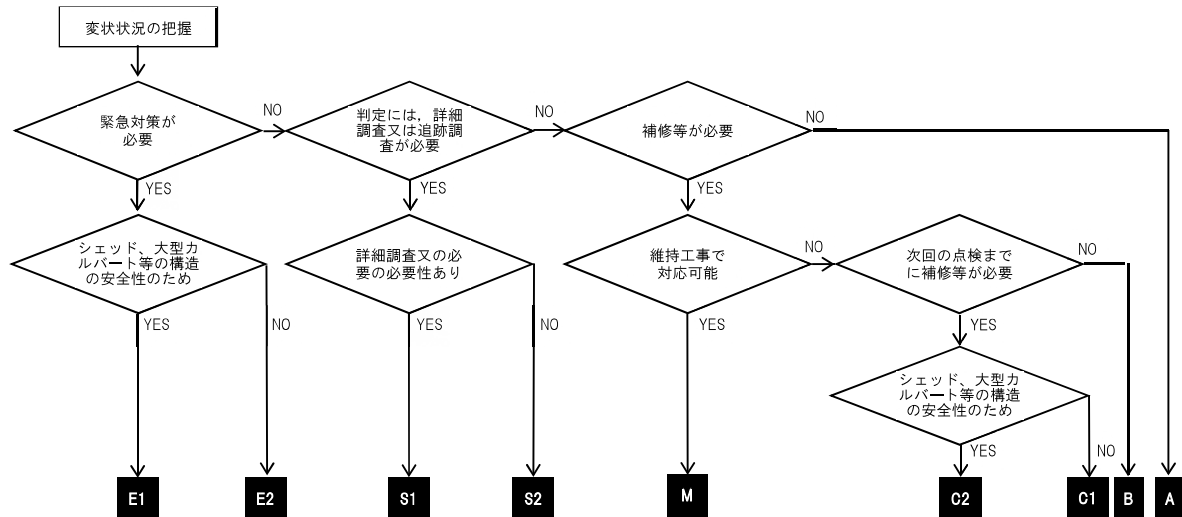 変状状況の把握
緊急対策が
必要
NO
判定には，詳細
調査又は追跡調
査が必要
NO
補修等が必要
NO
YES
YES
YES
シェッド、大型カ
ルバート等の構造
の安全性のため
詳細調査又の必
要の必要性あり
維持工事で
対応可能
NO
次回の点検まで
に補修等が必要
NO
YES
NO
YES
NO
YES
YES
シェッド、大型カ
ルバート等の構造
の安全性のため
YES
NO
E1
E2
S1
S2
M
C2
C1
B
A